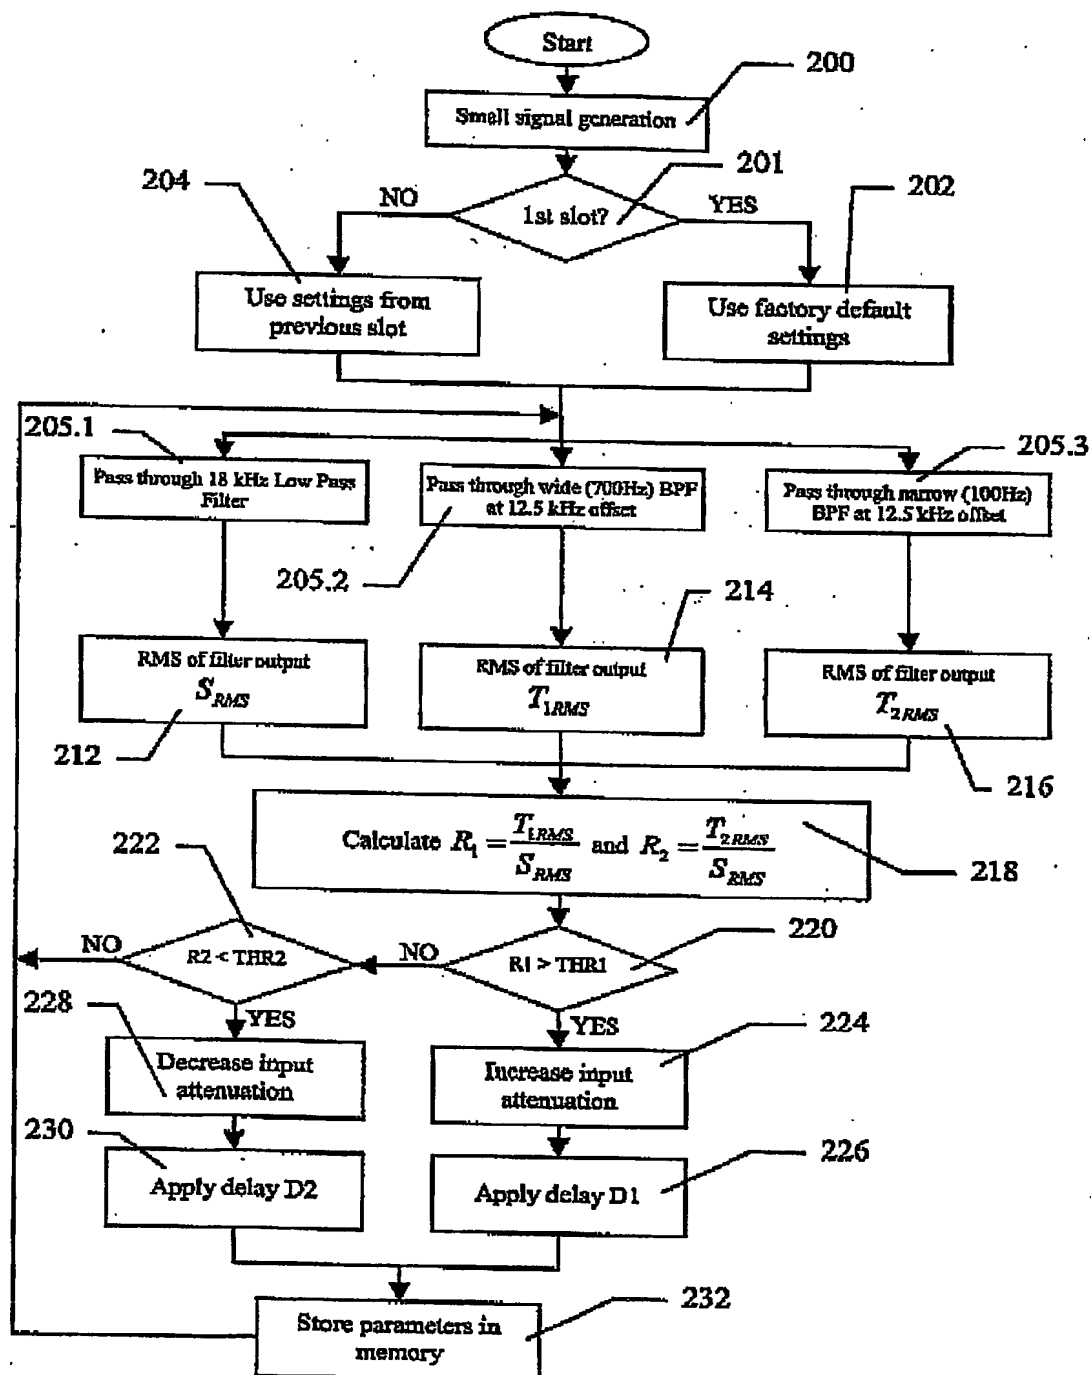 Start
200
Small signal generation
201
204
NO
1st slot?
YES
202
Use settings from
previous slot
Use factory default
settings
205.1
205.3
Pass through 18 kHz Low Pass
Filter
Pass through wide (700Hz) BPF
at 12.5 kHz offset
Pass through narrow (100Hz)
BPF at 12.5 kHz offset
205.2
214
RMS of filter output
S_RMS
RMS of filter output
T_1RMS
RMS of filter output
T_2RMS
212
216
Calculate R_1 = T_1RMS / S_RMS and R_2 = T_2RMS / S_RMS
218
222
220
NO
R2 < THR2
NO
R1 > THR1
228
YES
YES
224
Decrease input
attenuation
Increase input
attenuation
230
226
Apply delay D2
Apply delay D1
232
Store parameters in
memory